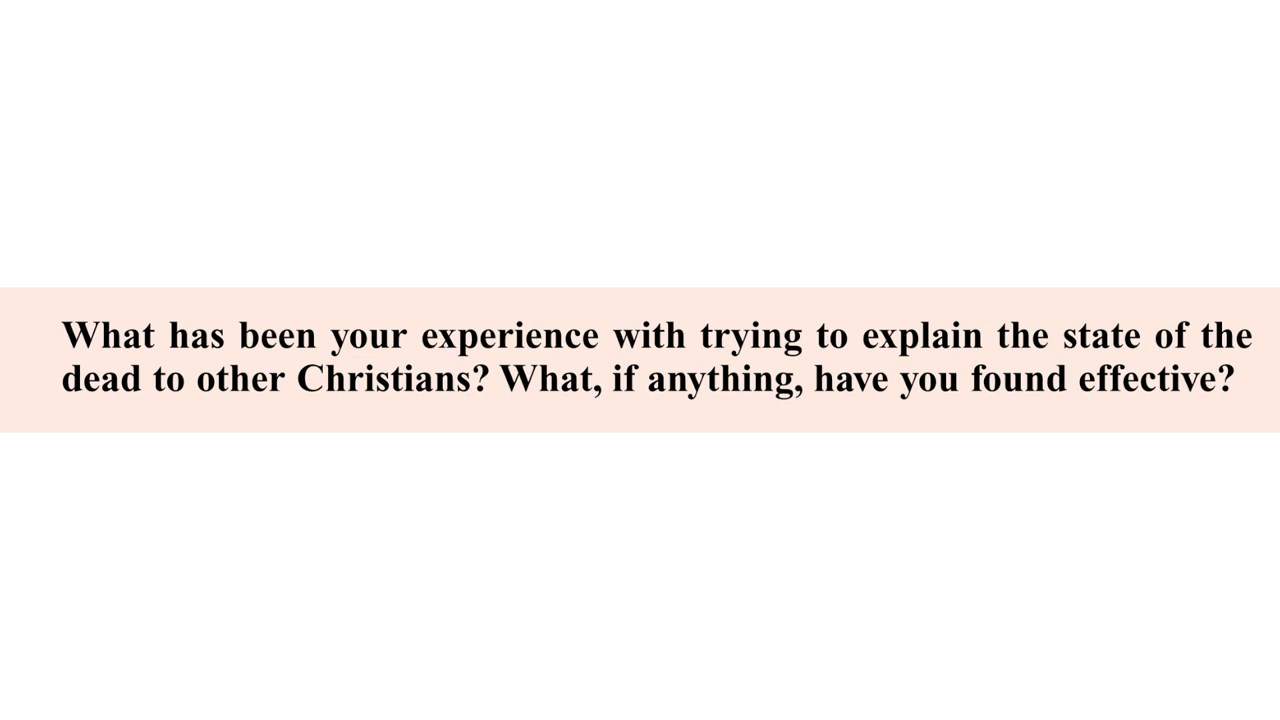 What has been your experience with trying to explain the state of the
dead to other Christians? What, if anything, have you found effective?